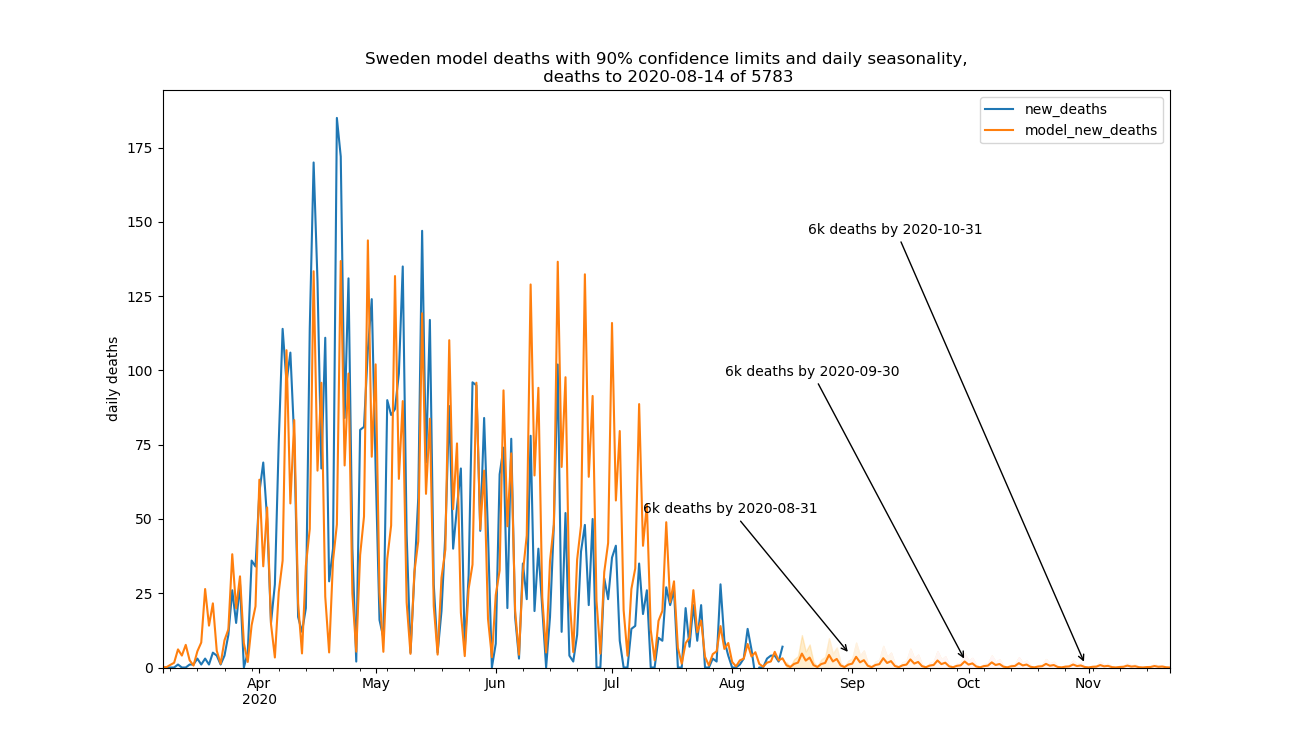 Sweden model deaths with 90% confidence limits and daily seasonality,
deaths to 2020-08-14 of 5783
new_deaths
model_new_deaths
175
150
125
100
75
50
25
0
daily deaths
6k deaths by 2020-10-31
6k deaths by 2020-09-30
6k deaths by 2020-08-31
Apr
2020
May
Jun
Jul
Aug
Sep
Oct
Nov